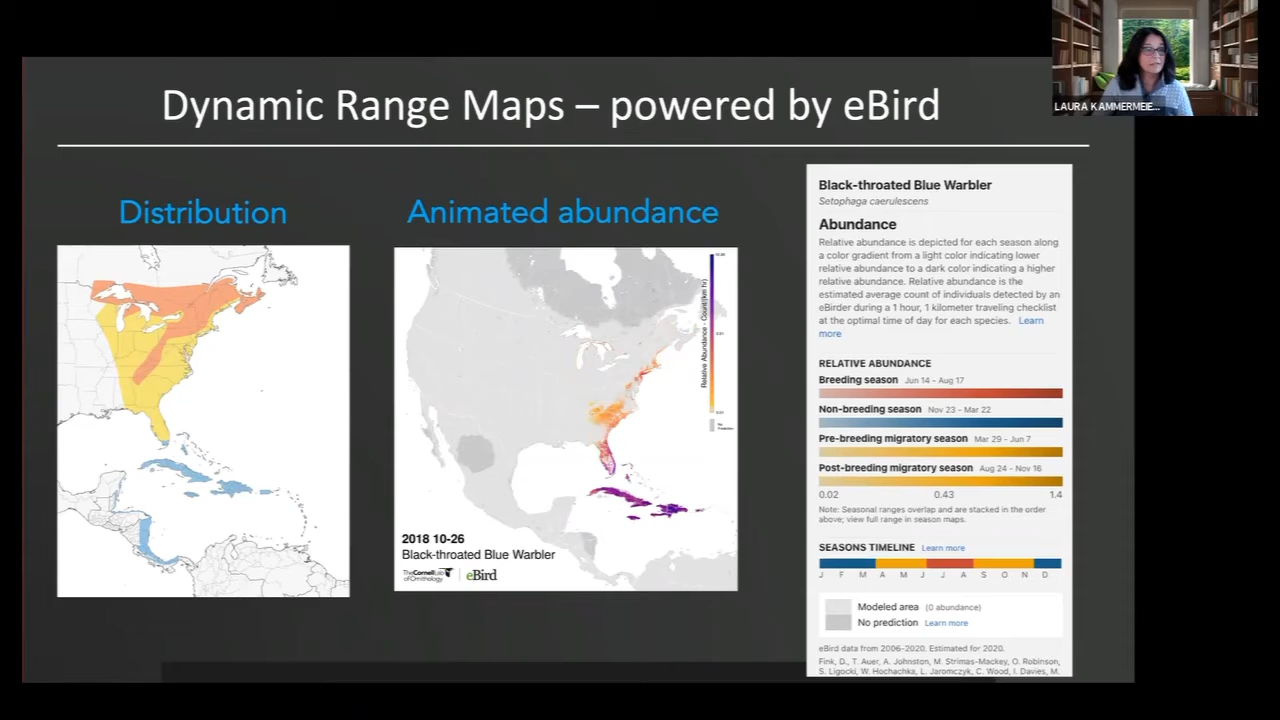 LAURA KAMMERMEIE...
Dynamic Range Maps – powered by eBird
Distribution
Animated abundance
Relative Abundance - Count/(km hr)
2018 10-26
Black-throated Blue Warbler
TheCornellLab
of Ornithology
eBird
Black-throated Blue Warbler
Setophaga caerulescens
Abundance
Relative abundance is depicted for each season along
a color gradient from a light color indicating lower
relative abundance to a dark color indicating a higher
relative abundance. Relative abundance is the
estimated average count of individuals detected by an
eBirder during a 1 hour, 1 kilometer traveling checklist
at the optimal time of day for each species. Learn
more
RELATIVE ABUNDANCE
Breeding season Jun 14 - Aug 17
Non-breeding season Nov 23 - Mar 22
Pre-breeding migratory season Mar 29 - Jun 7
Post-breeding migratory season Aug 24 - Nov 16
0.02 0.43 1.4
Note: Seasonal ranges overlap and are stacked in the order
above; view full range in season maps.
SEASONS TIMELINE Learn more
J F M A M J J A S O N D
Modeled area (0 abundance)
No prediction Learn more
eBird data from 2006-2020. Estimated for 2020.
Fink, D., T. Auer, A. Johnston, M. Strimas-Mackey, O. Robinson,
S. Ligocki, W. Hochachka, L. Jaromczyk, C. Wood, I. Davies, M.